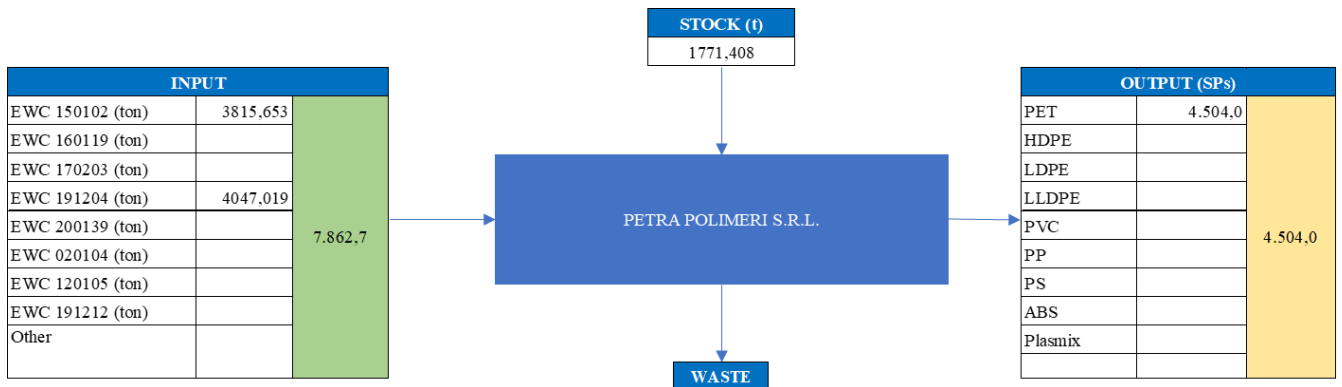 STOCK (t)
1771,408
INPUT
EWC 150102 (ton) 3815,653
EWC 160119 (ton)
EWC 170203 (ton)
EWC 191204 (ton) 4047,019
EWC 200139 (ton)
EWC 020104 (ton)
EWC 120105 (ton)
EWC 191212 (ton)
Other
7.862,7
PETRA POLIMERI S.R.L.
OUTPUT (SPs)
PET 4.504,0
HDPE
LDPE
LLDPE
PVC
PP
PS
ABS
Plasmix
4.504,0
WASTE